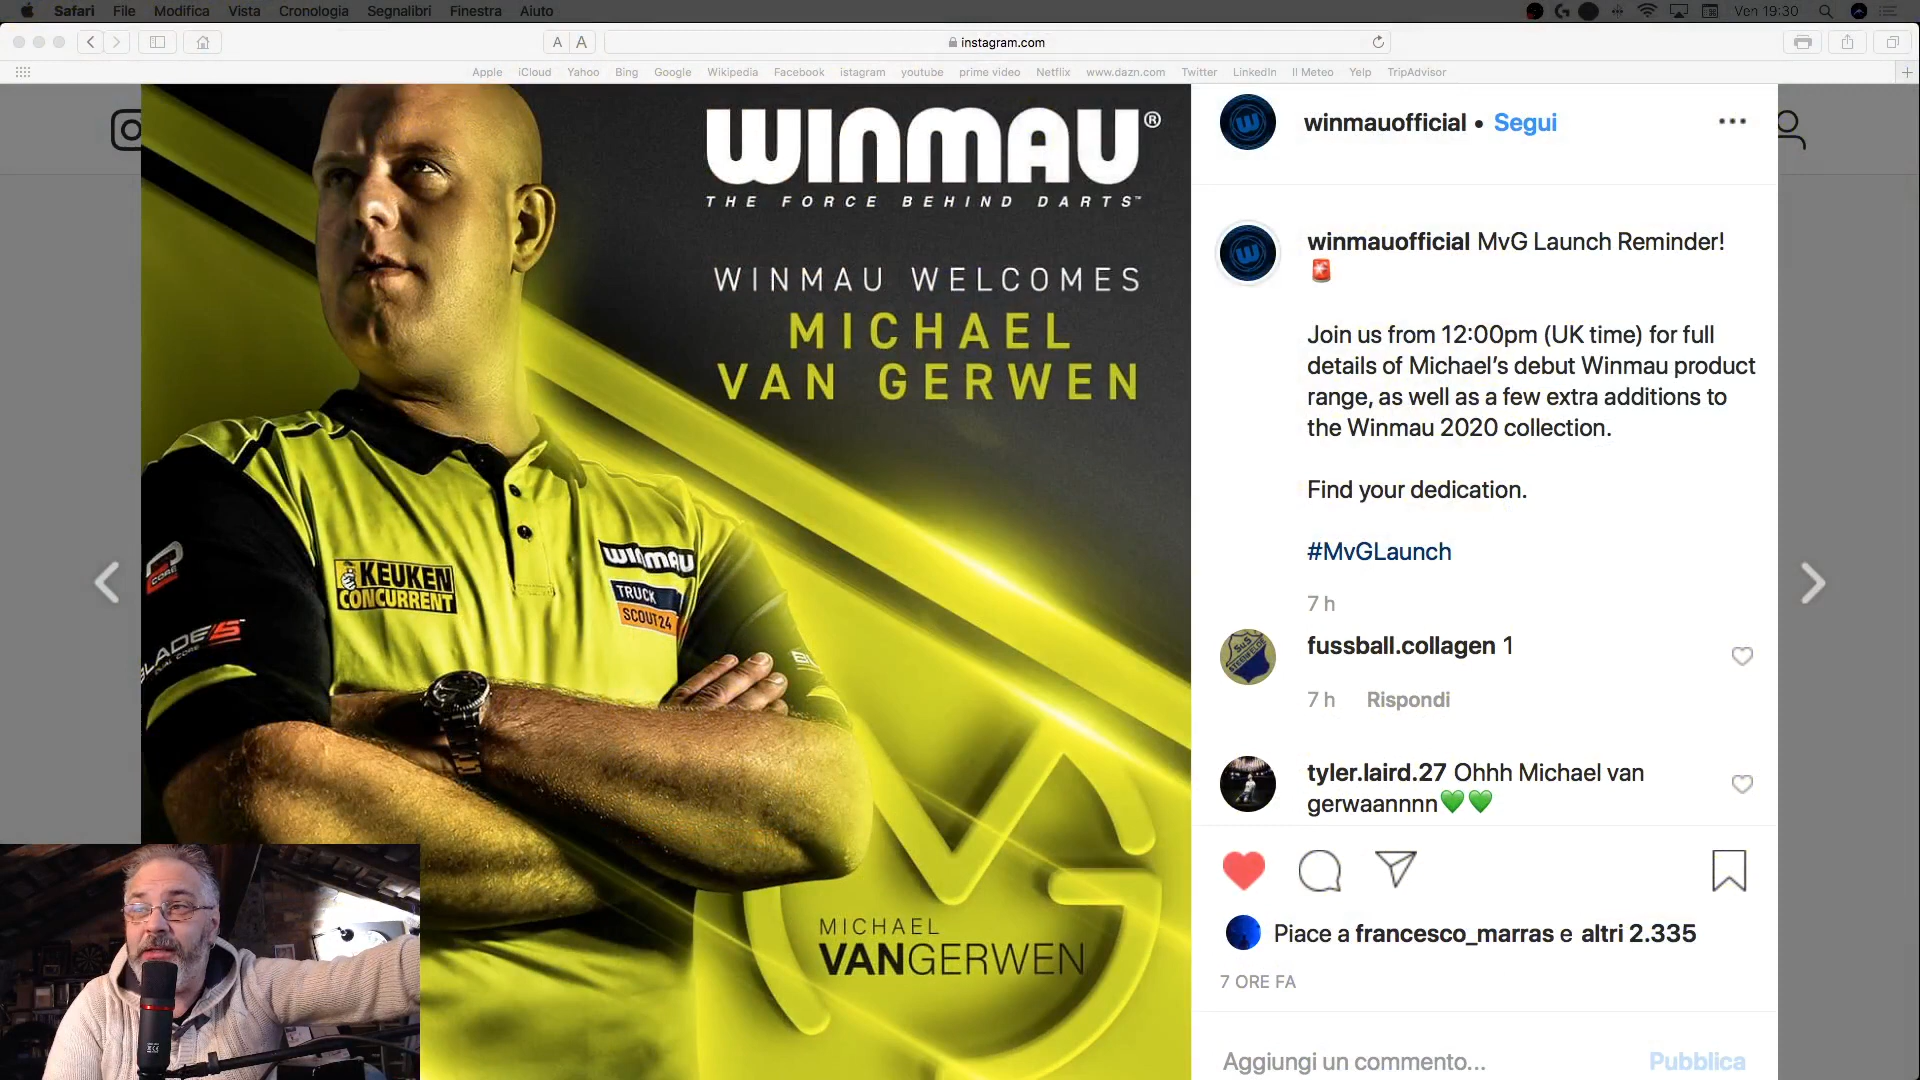 Safari File Modifica Vista Cronologia Segnalibri Finestra Aiuto
Ven 19:30
A A
instagram.com
Apple iCloud Yahoo Bing Google Wikipedia Facebook istagram youtube prime video Netflix www.dazn.com Twitter LinkedIn Il Meteo Yelp TripAdvisor
WINMAU®
THE FORCE BEHIND DARTS™
WINMAU WELCOMES
MICHAEL
VAN GERWEN
KEUKEN
CONCURRENT
WINMAU
TRUCK
SCOUT24
CORE
BLADE 5
DUAL CORE
MICHAEL
VANGERWEN
winmauofficial • Segui
winmauofficial MvG Launch Reminder!
🚨
Join us from 12:00pm (UK time) for full
details of Michael’s debut Winmau product
range, as well as a few extra additions to
the Winmau 2020 collection.
Find your dedication.
#MvGLaunch
7 h
fussball.collagen 1
7 h Rispondi
tyler.laird.27 Ohhh Michael van
gerwaannnn💚💚
Piace a francesco_marras e altri 2.335
7 ORE FA
Aggiungi un commento... Pubblica